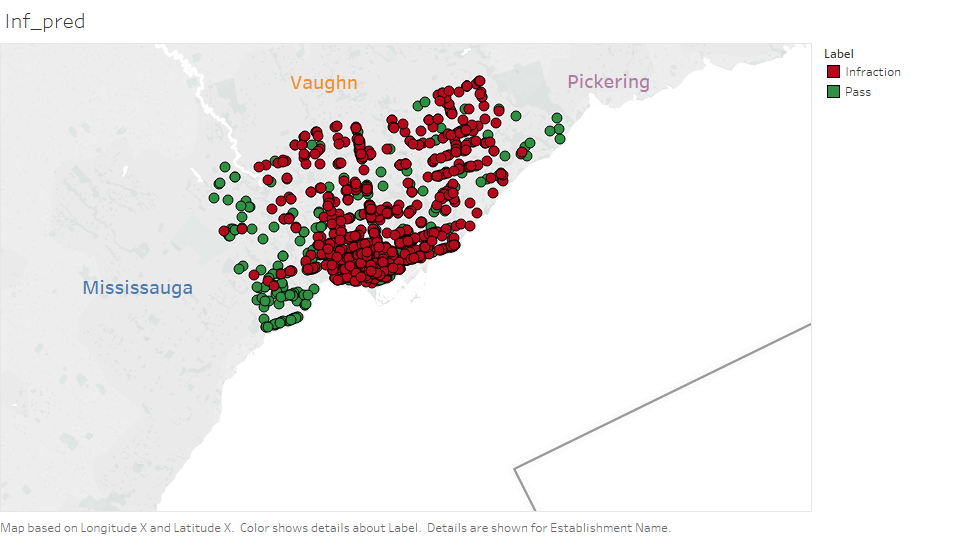 Inf_pred
Label
Infraction
Pass
Vaughn
Pickering
Mississauga
Map based on Longitude X and Latitude X. Color shows details about Label. Details are shown for Establishment Name.